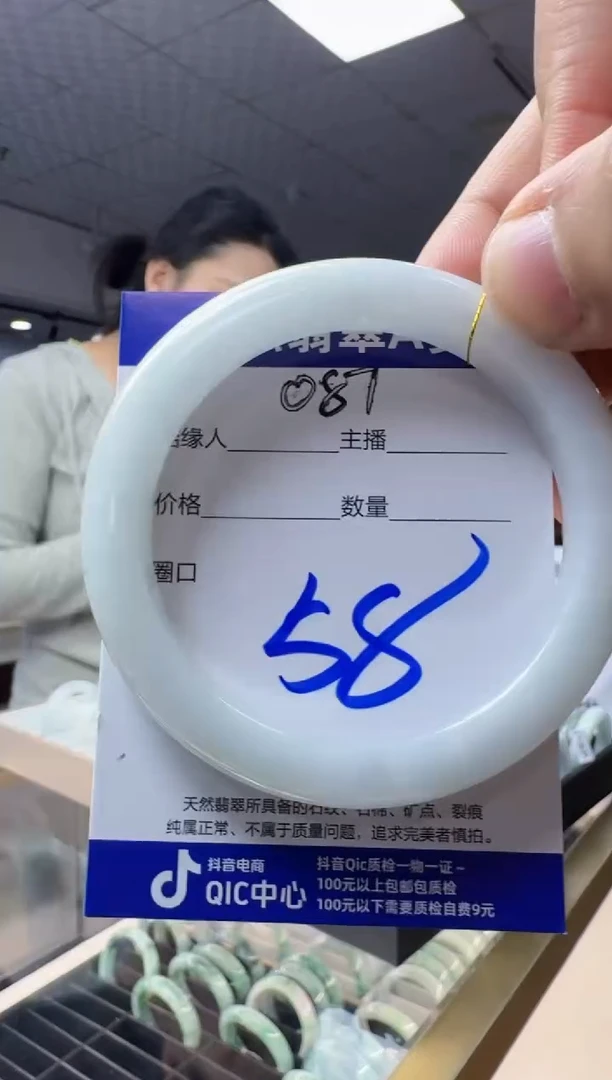 翡翠A
087
缘人 主播
价格 数量
圈口
58
天然翡翠所具备的石纹、石棉、矿点、裂痕
纯属正常、不属于质量问题，追求完美者慎拍。
抖音电商
QIC中心
抖音Qic质检一物一证~
100元以上包邮包质检
100元以下需要质检自费9元